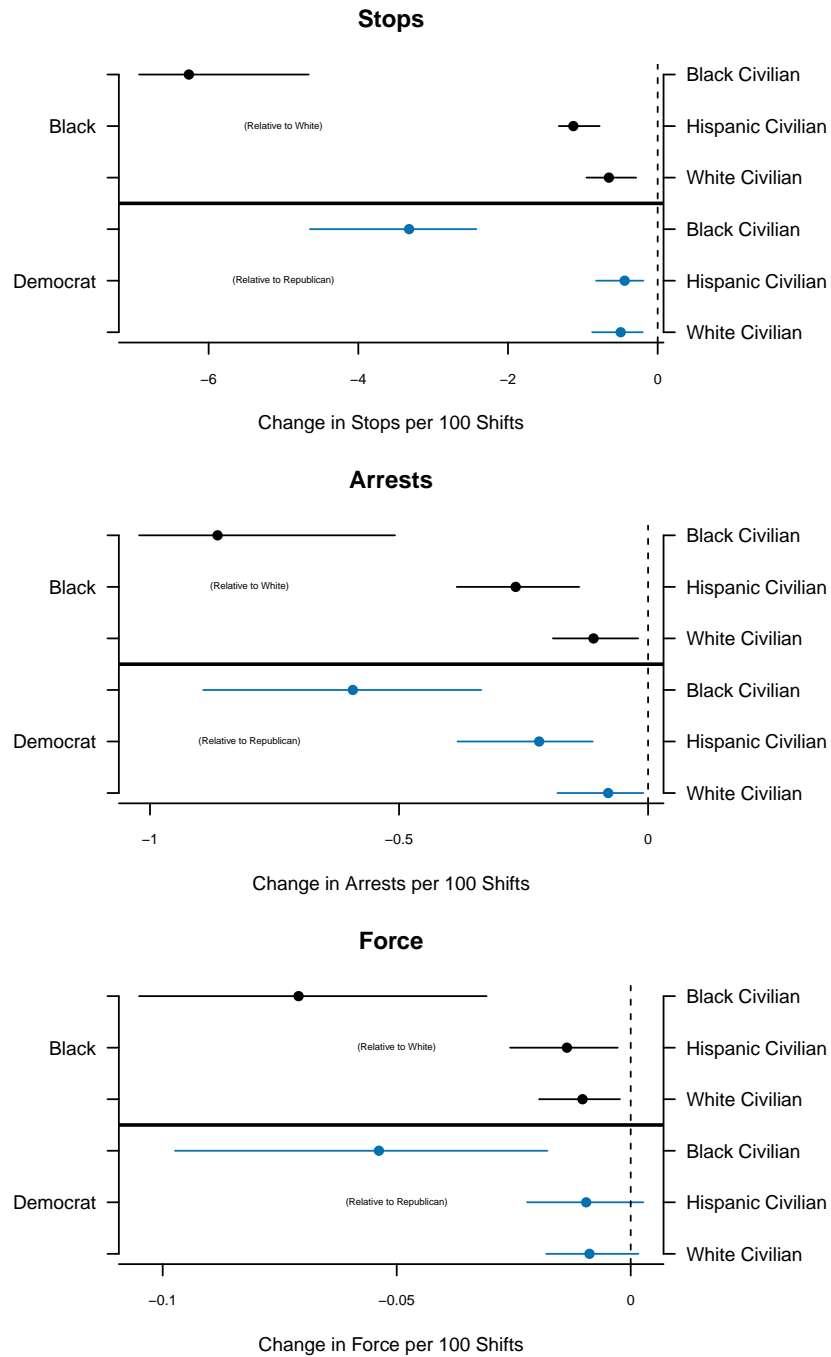 Stops
Black Civilian
Black
(Relative to White)
Hispanic Civilian
White Civilian
Black Civilian
Democrat
(Relative to Republican)
Hispanic Civilian
White Civilian
−6
−4
−2
0
Change in Stops per 100 Shifts
Arrests
Black Civilian
Black
(Relative to White)
Hispanic Civilian
White Civilian
Black Civilian
Democrat
(Relative to Republican)
Hispanic Civilian
White Civilian
−1
−0.5
0
Change in Arrests per 100 Shifts
Force
Black Civilian
Black
(Relative to White)
Hispanic Civilian
White Civilian
Black Civilian
Democrat
(Relative to Republican)
Hispanic Civilian
White Civilian
−0.1
−0.05
0
Change in Force per 100 Shifts